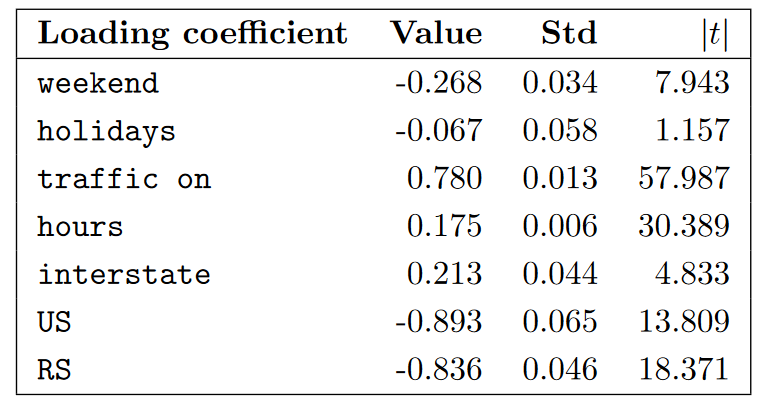 Loading coefficient Value Std |t|
weekend -0.268 0.034 7.943
holidays -0.067 0.058 1.157
traffic on 0.780 0.013 57.987
hours 0.175 0.006 30.389
interstate 0.213 0.044 4.833
US -0.893 0.065 13.809
RS -0.836 0.046 18.371